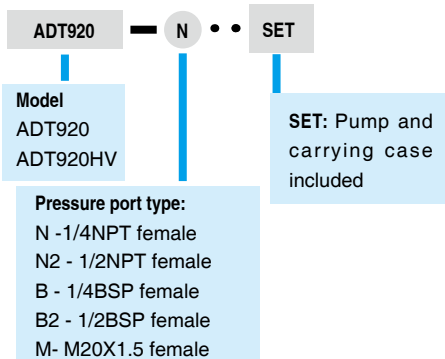 ADT920 — N • • SET
Model
ADT920
ADT920HV
SET: Pump and
carrying case
included
Pressure port type:
N -1/4NPT female
N2 - 1/2NPT female
B - 1/4BSP female
B2 - 1/2BSP female
M- M20X1.5 female